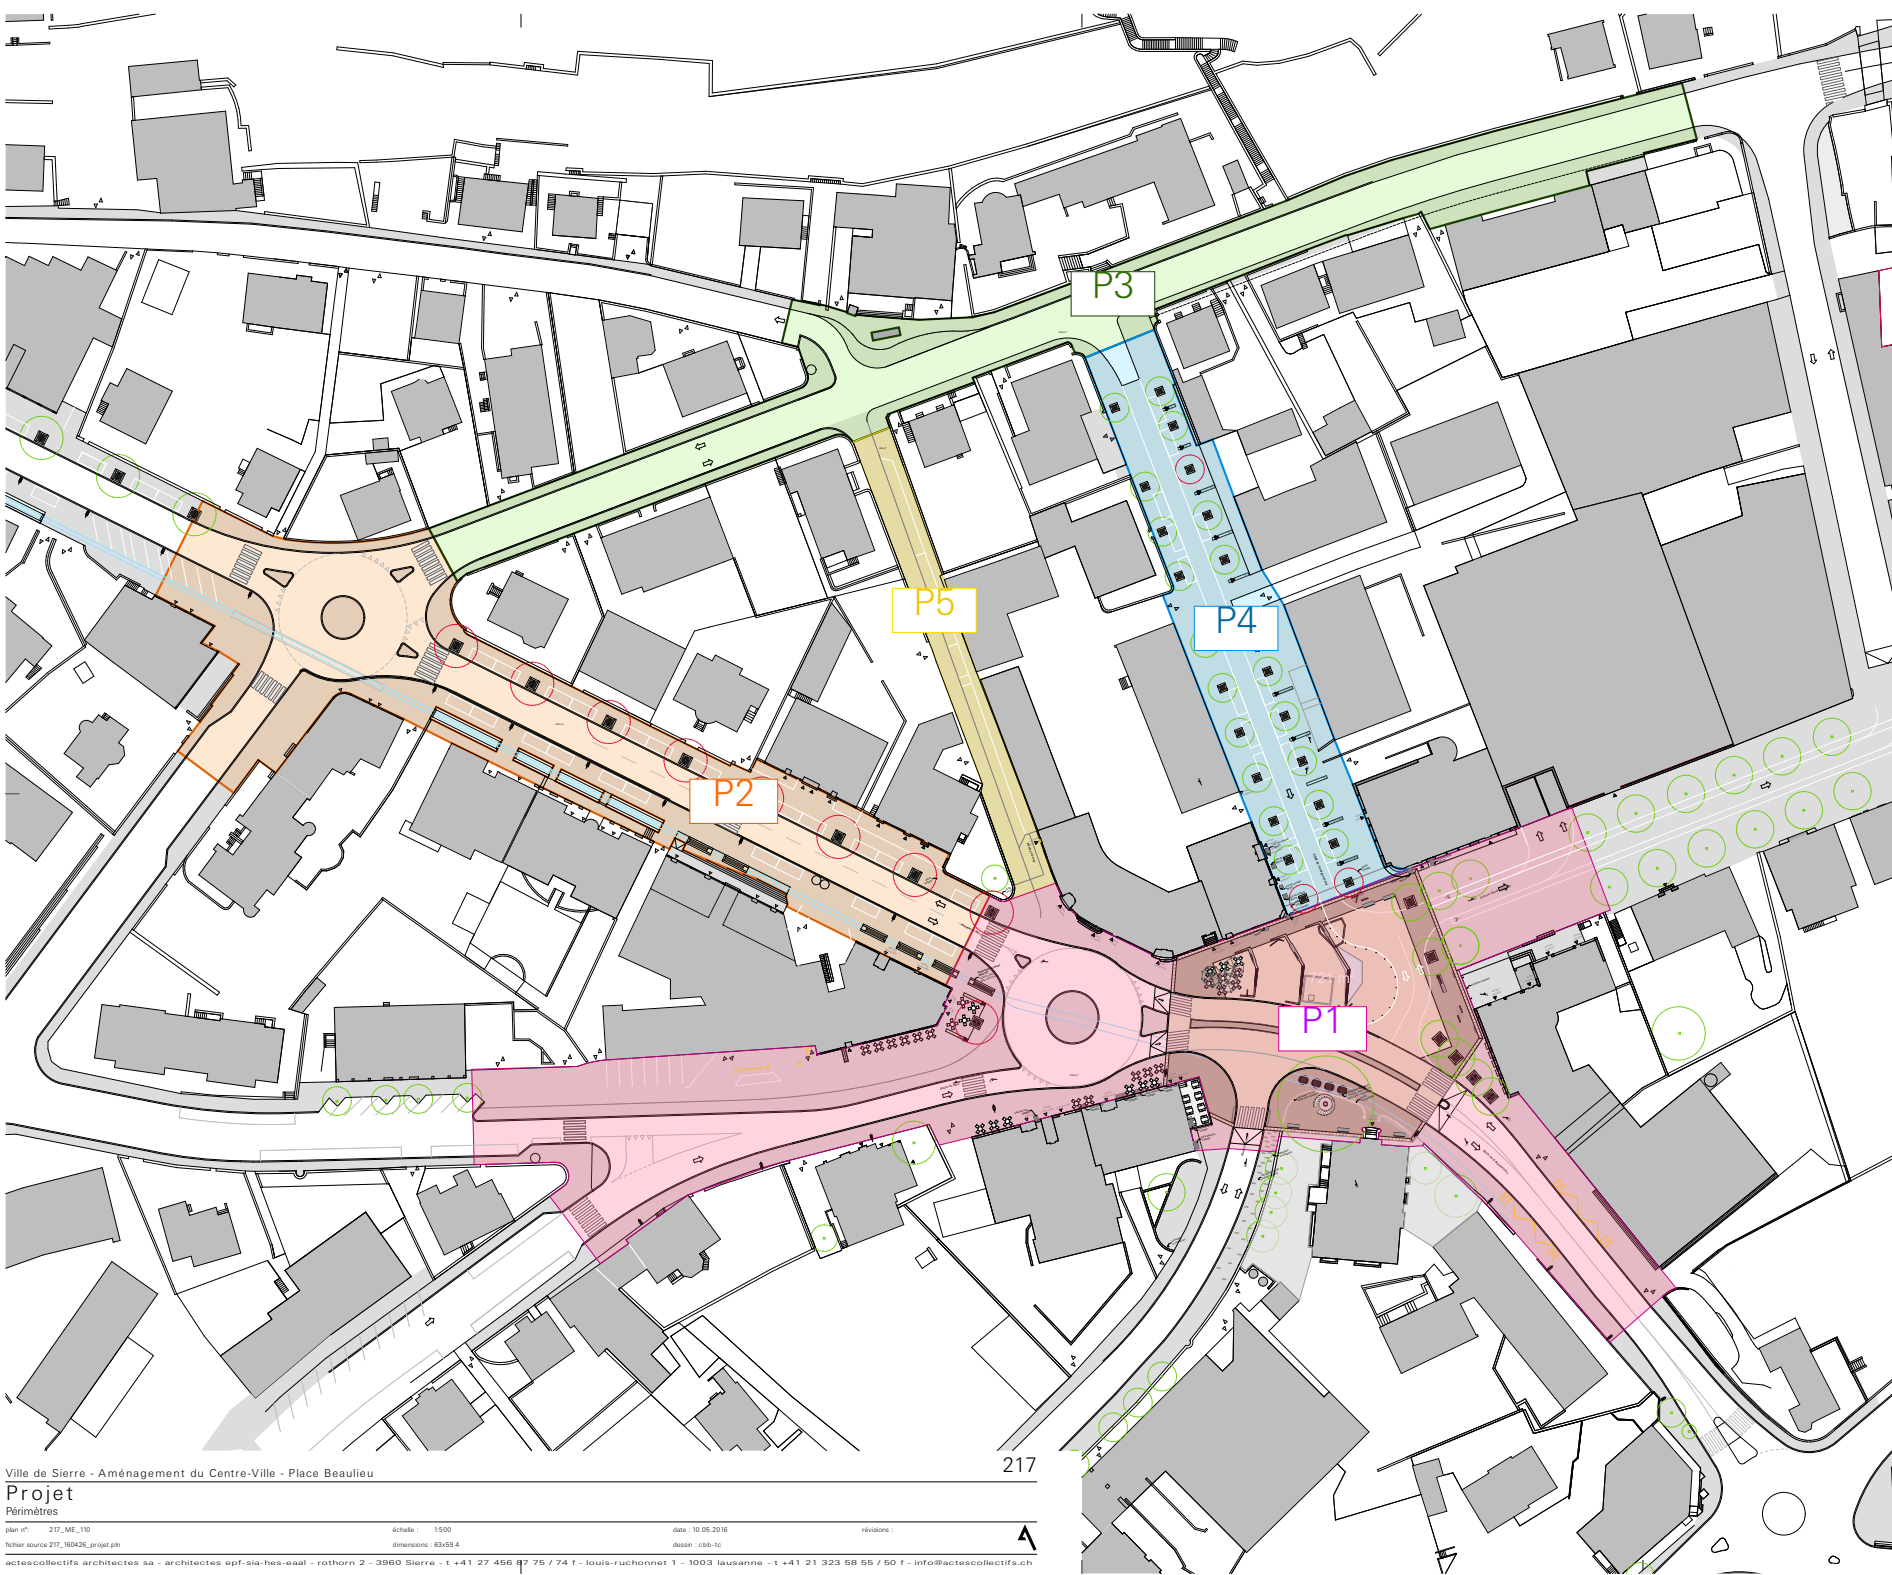 P3
P5
P4
P2
721 m
P1
217
Ville de Sierre - Aménagement du Centre-Ville - Place Beaulieu
Projet
Périmètres
plan n°: 217_ME_110 échelle : 1:500 date : 10.05.2016 révisions :
fichier source 217_160426_projet.pln dimensions : 63x59.4 dessin : cbb-tc
actescollectifs architectes sa - architectes epf-sia-hes-eaal - rothorn 2 - 3960 Sierre - t +41 27 456 87 75 / 74 f - louis-ruchonnet 1 - 1003 lausanne - t +41 21 323 58 55 / 50 f - info@actescollectifs.ch